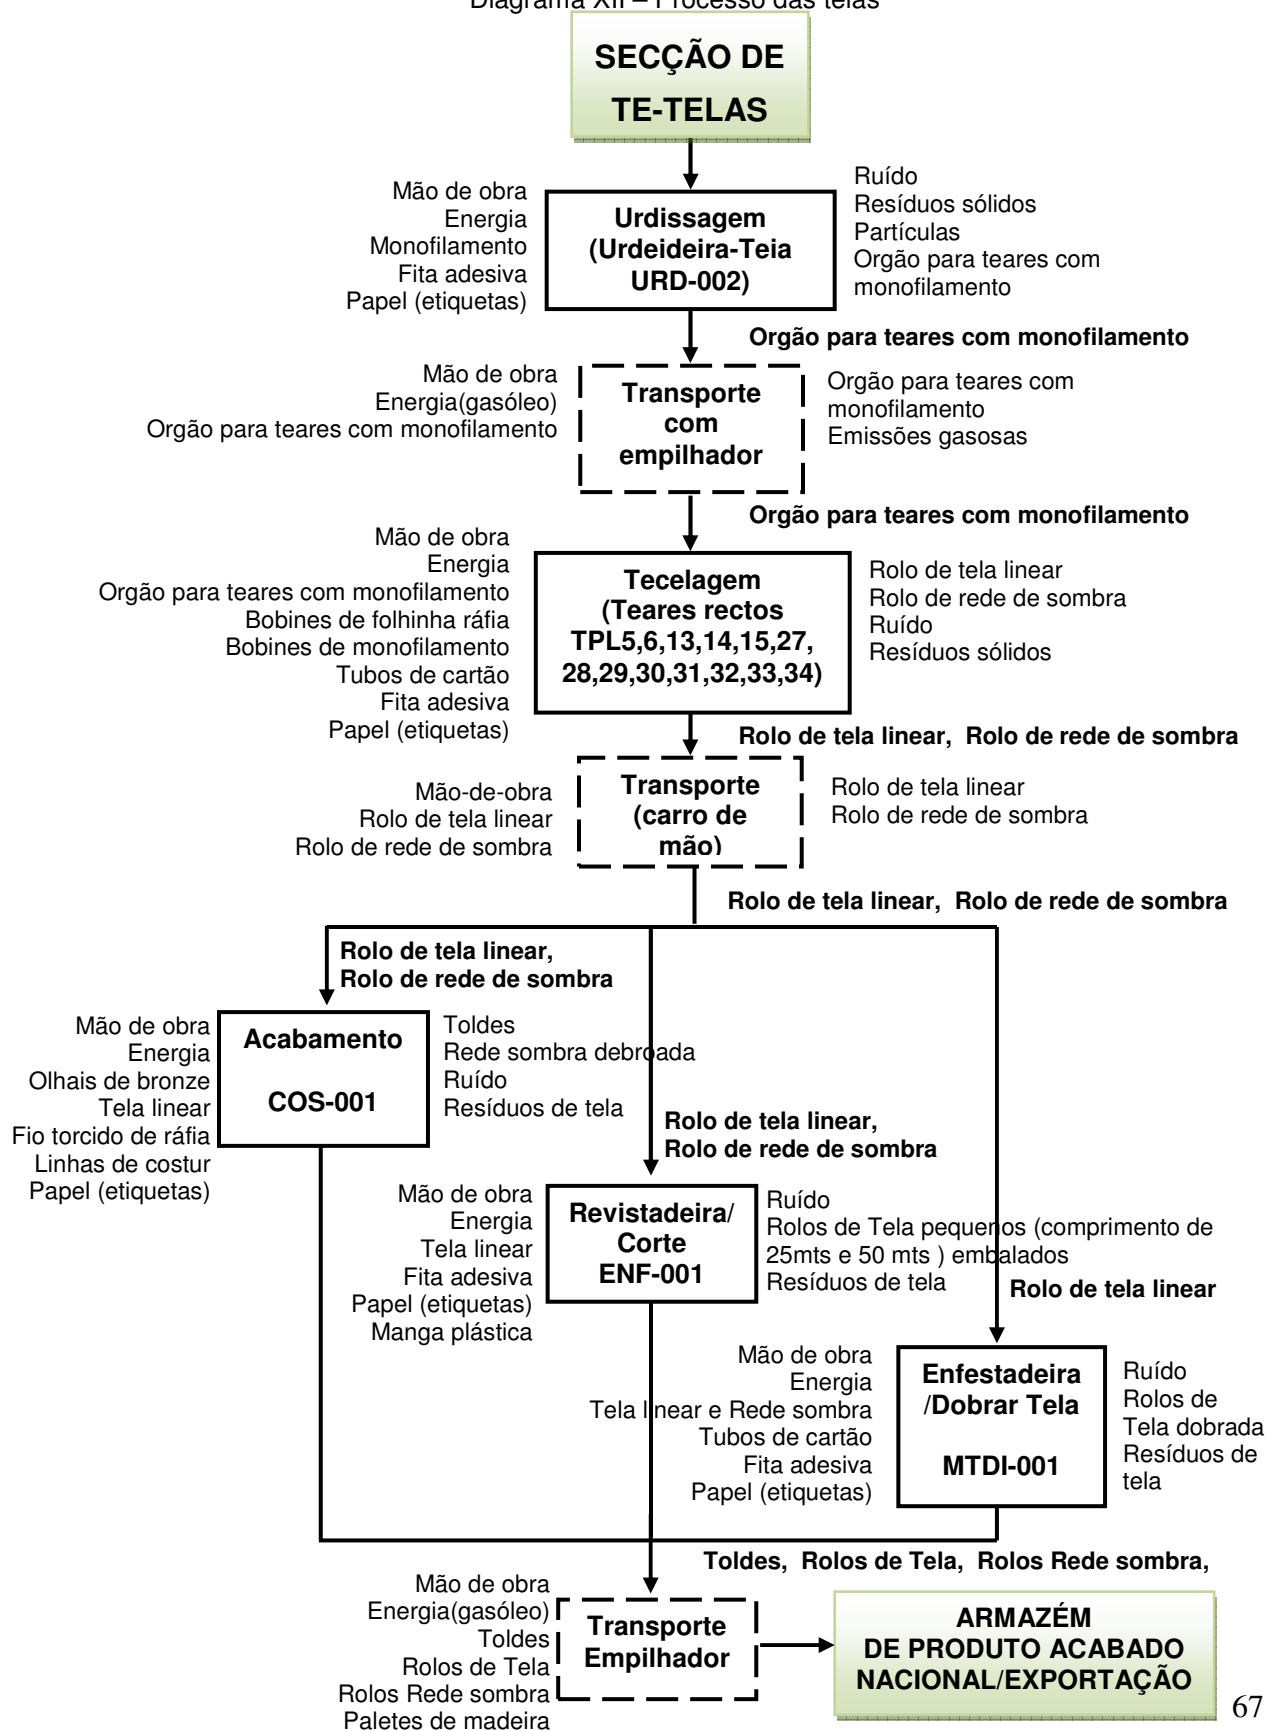 Diagrama XII – Processo das telas
SECÇÃO DE
TE-TELAS
Mão de obra
Energia
Monofilamento
Fita adesiva
Papel (etiquetas)
Urdissagem
(Urdeideira-Teia
URD-002)
Ruído
Resíduos sólidos
Partículas
Orgão para teares com
monofilamento
Orgão para teares com monofilamento
Mão de obra
Energia(gasóleo)
Orgão para teares com monofilamento
Transporte
com
empilhador
Orgão para teares com
monofilamento
Emissões gasosas
Orgão para teares com monofilamento
Mão de obra
Energia
Orgão para teares com monofilamento
Bobines de folhinha ráfia
Bobines de monofilamento
Tubos de cartão
Fita adesiva
Papel (etiquetas)
Tecelagem
(Teares rectos
TPL5,6,13,14,15,27,
28,29,30,31,32,33,34)
Rolo de tela linear
Rolo de rede de sombra
Ruído
Resíduos sólidos
Rolo de tela linear, Rolo de rede de sombra
Mão-de-obra
Rolo de tela linear
Rolo de rede de sombra
Transporte
(carro de
mão)
Rolo de tela linear
Rolo de rede de sombra
Rolo de tela linear, Rolo de rede de sombra
Rolo de tela linear,
Rolo de rede de sombra
Mão de obra
Energia
Olhais de bronze
Tela linear
Fio torcido de ráfia
Linhas de costur
Papel (etiquetas)
Acabamento
COS-001
Toldes
Rede sombra debroada
Ruído
Resíduos de tela
Rolo de tela linear,
Rolo de rede de sombra
Mão de obra
Energia
Tela linear
Fita adesiva
Papel (etiquetas)
Manga plástica
Revistadeira/
Corte
ENF-001
Ruído
Rolos de Tela pequenos (comprimento de
25mts e 50 mts ) embalados
Resíduos de tela
Rolo de tela linear
Mão de obra
Energia
Tela linear e Rede sombra
Tubos de cartão
Fita adesiva
Papel (etiquetas)
Enfestadeira
/Dobrar Tela
MTDI-001
Ruído
Rolos de
Tela dobrada
Resíduos de
tela
Toldes, Rolos de Tela, Rolos Rede sombra,
Mão de obra
Energia(gasóleo)
Toldes
Rolos de Tela
Rolos Rede sombra
Paletes de madeira
Transporte
Empilhador
ARMAZÉM
DE PRODUTO ACABADO
NACIONAL/EXPORTAÇÃO
67